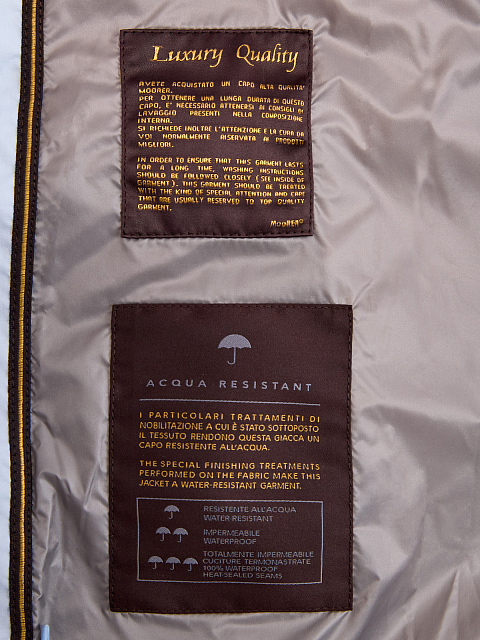 Luxury Quality
AVETE ACQUISTATO UN CAPO ALTA QUALITA'
MOORER.
PER OTTENERE UNA LUNGA DURATA DI QUESTO
CAPO, E' NECESSARIO ATTENERSI AI CONSIGLI DI
LAVAGGIO PRESENTI NELLA COMPOSIZIONE
INTERNA.
SI RICHIEDE INOLTRE L'ATTENZIONE E LA CURA DA
VOI NORMALMENTE RISERVATA AI PRODOTTI
MIGLIORI.
IN ORDER TO ENSURE THAT THIS GARMENT LASTS
FOR A LONG TIME, WASHING INSTRUCTIONS
SHOULD BE FOLLOWED CLOSELY (SEE INSIDE OF
GARMENT). THIS GARMENT SHOULD BE TREATED
WITH THE KIND OF SPECIAL ATTENTION AND CARE
THAT ARE USUALLY RESERVED TO TOP QUALITY
GARMENT.
MooRER®
ACQUA RESISTANT
I PARTICOLARI TRATTAMENTI DI
NOBILITAZIONE A CUI È STATO SOTTOPOSTO
IL TESSUTO RENDONO QUESTA GIACCA UN
CAPO RESISTENTE ALL'ACQUA.
THE SPECIAL FINISHING TREATMENTS
PERFORMED ON THE FABRIC MAKE THIS
JACKET A WATER-RESISTANT GARMENT.
RESISTENTE ALL'ACQUA
WATER-RESISTANT
IMPERMEABILE
WATERPROOF
TOTALMENTE IMPERMEABILE
CUCITURE TERMONASTRATE
100% WATERPROOF
HEAT-SEALED SEAMS